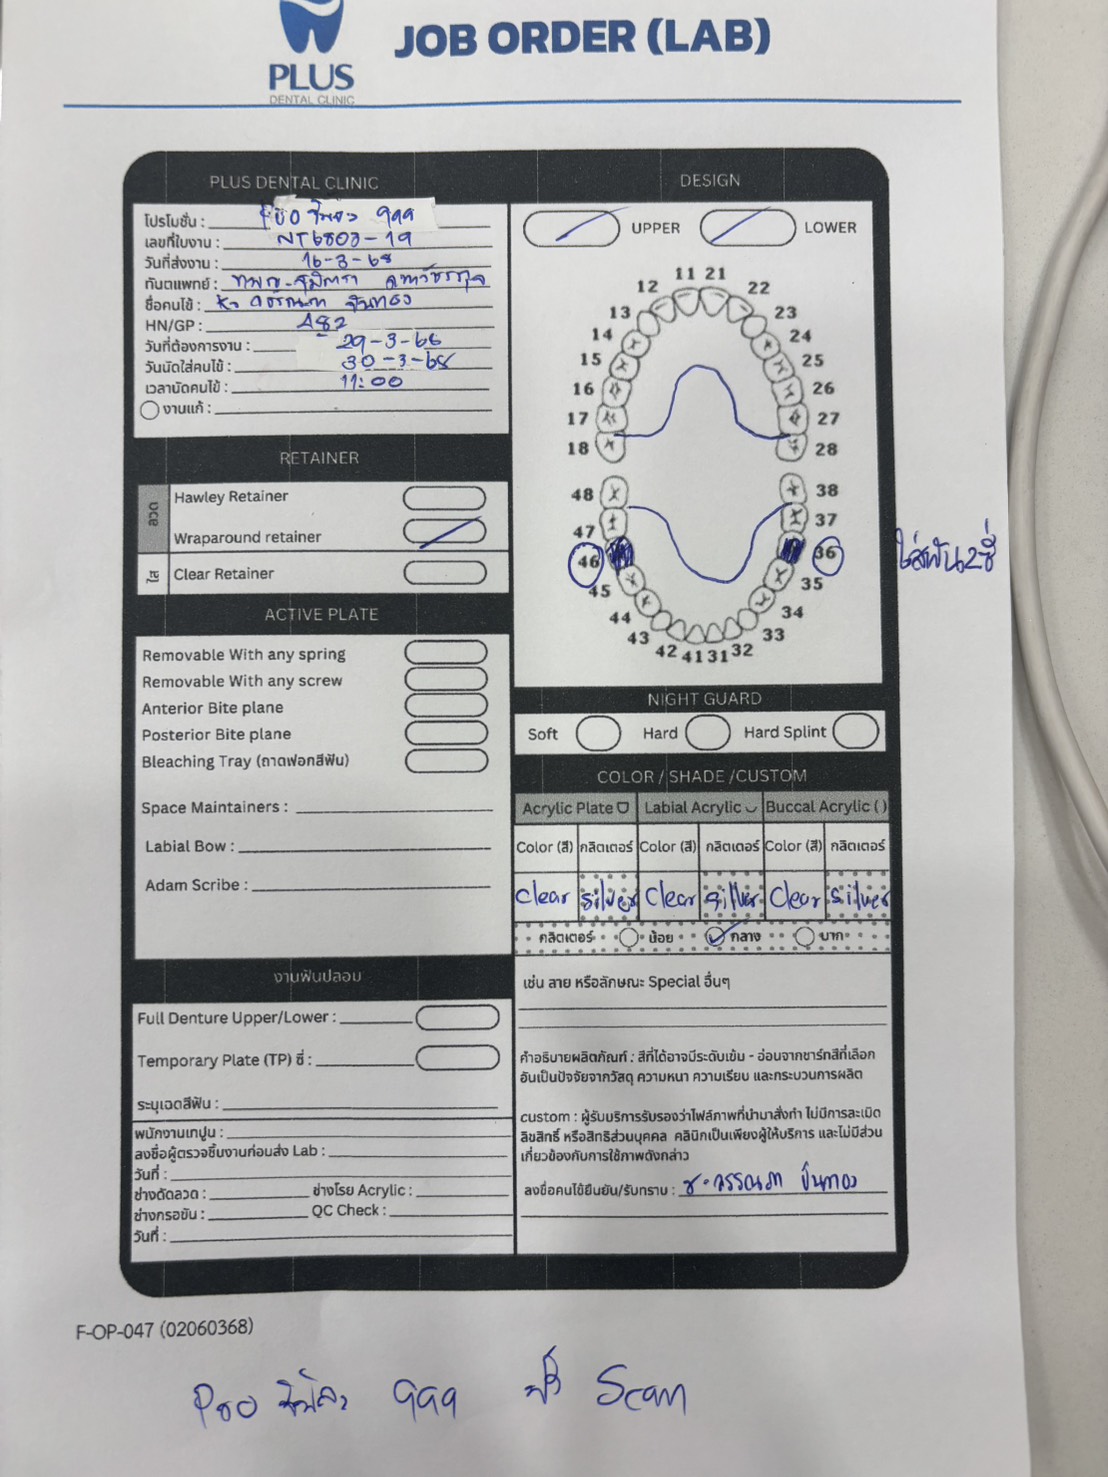 PLUS
DENTAL CLINIC
JOB ORDER (LAB)
PLUS DENTAL CLINIC
โปรโมชั่น : Pro 999
เลขที่ใบงาน : NT6803-19
วันที่ส่งงาน : 16-3-68
ทันตแพทย์ :
ชื่อคนไข้ :
HN/GP : A82
วันที่ต้องการงาน : 29-3-68
วันนัดใส่คนไข้ : 30-3-68
เวลานัดคนไข้ : 11:00
งานแก้ :
RETAINER
ลวด
Hawley Retainer
Wraparound retainer
ใส
Clear Retainer
ACTIVE PLATE
Removable With any spring
Removable With any screw
Anterior Bite plane
Posterior Bite plane
Bleaching Tray (ถาดฟอกสีฟัน)
Space Maintainers :
Labial Bow :
Adam Scribe :
งานฟันปลอม
Full Denture Upper/Lower :
Temporary Plate (TP) ซี่ :
ระบุเฉดสีฟัน :
พนักงานเทปูน :
ลงชื่อผู้ตรวจชิ้นงานก่อนส่ง Lab :
วันที่ :
ช่างดัดลวด : ช่างโรย Acrylic :
ช่างกรอขัน : QC Check :
วันที่ :
DESIGN
UPPER LOWER
11 21
12 22
13 23
14 24
15 25
16 26
17 27
18 28
48 38
47 37
46 36 ใส่ฟัน 2 ซี่
45 35
44 34
43 33
42 41 31 32
NIGHT GUARD
Soft Hard Hard Splint
COLOR / SHADE /CUSTOM
Acrylic Plate Labial Acrylic Buccal Acrylic ( )
Color (สี) กลิตเตอร์ Color (สี) กลิตเตอร์ Color (สี) กลิตเตอร์
Clear silver Clear silver Clear silver
กลิตเตอร์ น้อย กลาง มาก
เช่น ลาย หรือลักษณะ Special อื่นๆ
คำอธิบายผลิตภัณฑ์ : สีที่ได้อาจมีระดับเข้ม - อ่อนจากชาร์ทสีที่เลือก
อันเป็นปัจจัยจากวัสดุ ความหนา ความเรียบ และกระบวนการผลิต
custom : ผู้รับบริการรับรองว่าไฟล์ภาพที่นำมาสั่งทำ ไม่มีการละเมิด
ลิขสิทธิ์ หรือสิทธิส่วนบุคคล คลินิกเป็นเพียงผู้ให้บริการ และไม่มีส่วน
เกี่ยวข้องกับการใช้ภาพดังกล่าว
ลงชื่อคนไข้ยืนยัน/รับทราบ :
F-OP-047 (02060368)
Pro 999 ฟรี Scan